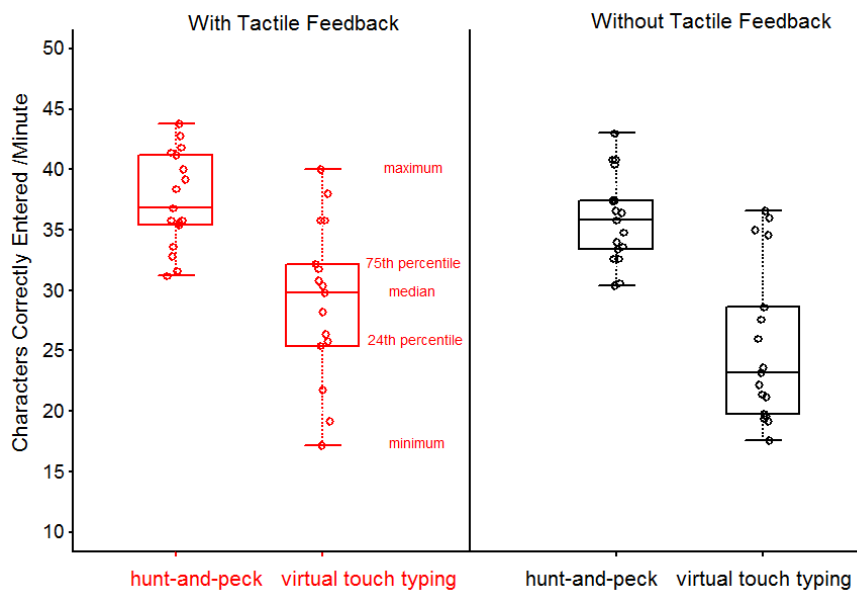 With Tactile Feedback
Without Tactile Feedback
Characters Correctly Entered /Minute
50
45
40
35
30
25
20
15
10
maximum
75th percentile
median
24th percentile
minimum
hunt-and-peck
virtual touch typing
hunt-and-peck
virtual touch typing